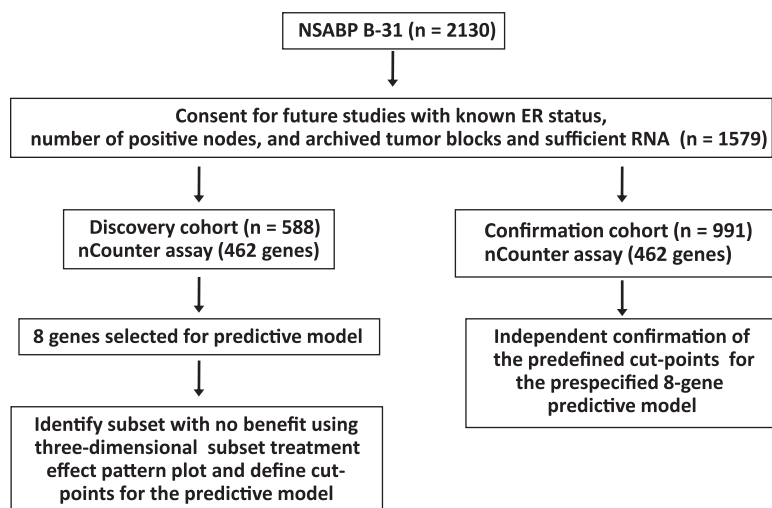 NSABP B-31 (n = 2130)
Consent for future studies with known ER status,
number of positive nodes, and archived tumor blocks and sufficient RNA (n = 1579)
Discovery cohort (n = 588)
nCounter assay (462 genes)
Confirmation cohort (n = 991)
nCounter assay (462 genes)
8 genes selected for predictive model
Independent confirmation of
the predefined cut-points for
the prespecified 8-gene
predictive model
Identify subset with no benefit using
three-dimensional subset treatment
effect pattern plot and define cut-
points for the predictive model